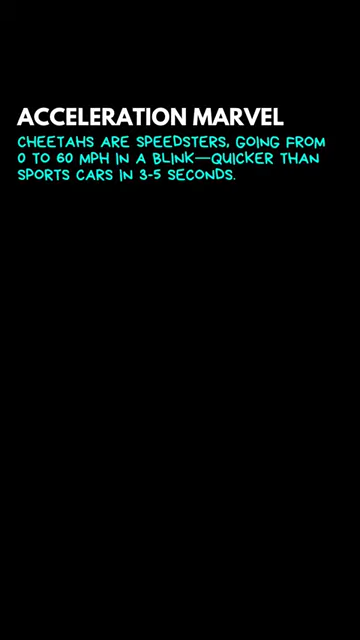 ACCELERATION MARVEL
CHEETAHS ARE SPEEDSTERS, GOING FROM
0 TO 60 MPH IN A BLINK—QUICKER THAN
SPORTS CARS IN 3-5 SECONDS.